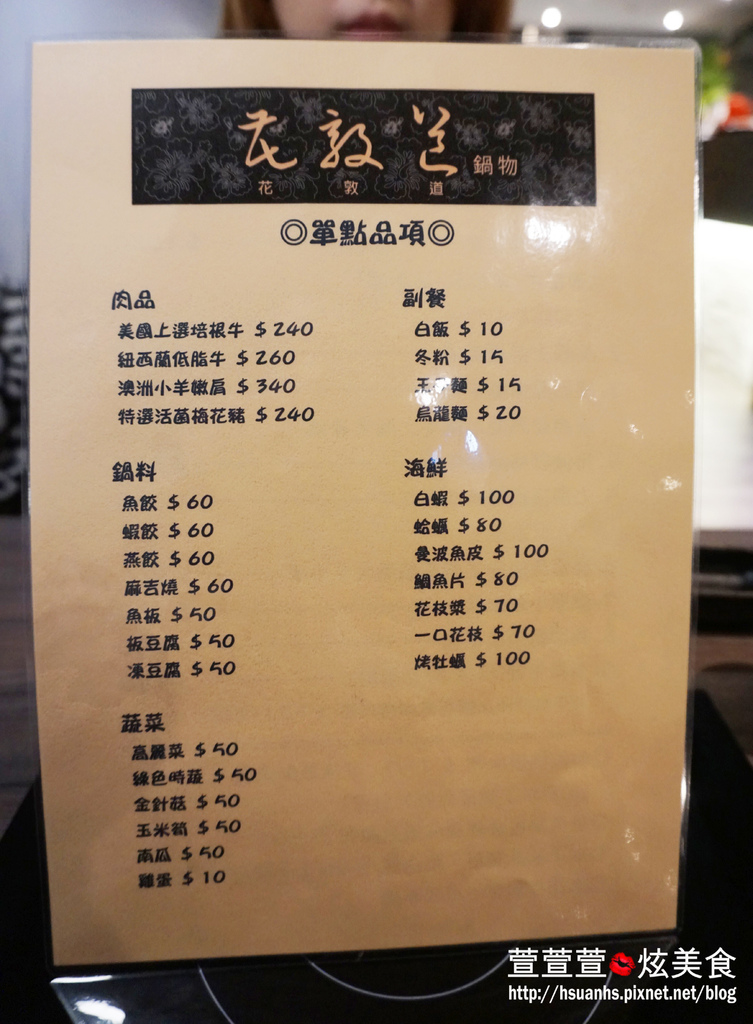 花敦道 鍋物
花 敦 道
◎單點品項◎
肉品
美國上選培根牛 $ 240
紐西蘭低脂牛 $ 260
澳洲小羊嫩肩 $ 340
特選活菌梅花豬 $ 240
鍋料
魚餃 $ 60
蝦餃 $ 60
燕餃 $ 60
麻吉燒 $ 60
魚板 $ 50
板豆腐 $ 50
凍豆腐 $ 50
蔬菜
高麗菜 $ 50
綠色時蔬 $ 50
金針菇 $ 50
玉米筍 $ 50
南瓜 $ 50
雞蛋 $ 10
副餐
白飯 $ 10
冬粉 $ 15
王子麵 $ 15
烏龍麵 $ 20
海鮮
白蝦 $ 100
蛤蠣 $ 80
曼波魚皮 $ 100
鯛魚片 $ 80
花枝漿 $ 70
一口花枝 $ 70
烤牡蠣 $ 100
萱萱萱 炫美食
http://hsuanhs.pixnet.net/blog